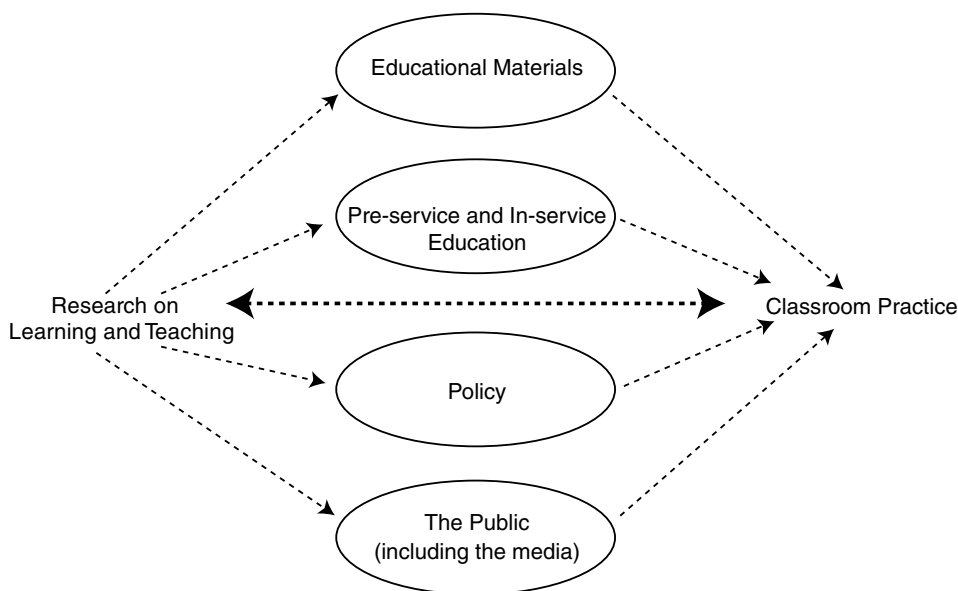 Educational Materials
Pre-service and In-service
Education
Research on
Learning and Teaching
Classroom Practice
Policy
The Public
(including the media)